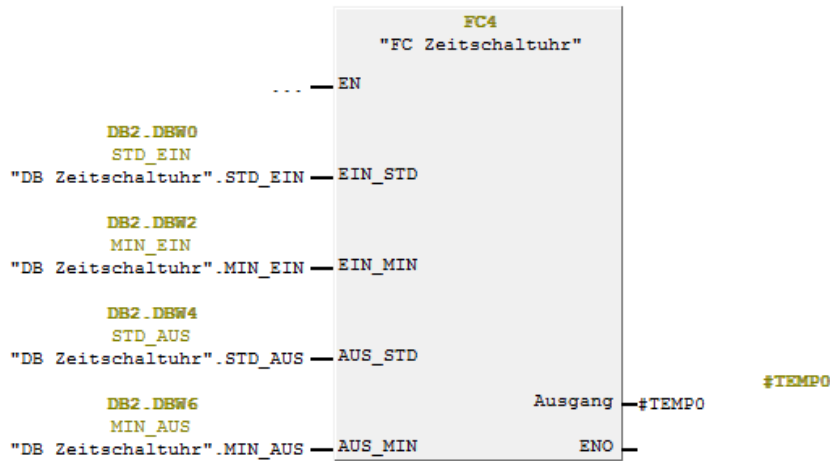 FC4
"FC Zeitschaltuhr"
... EN
DB2.DBW0
STD_EIN
"DB Zeitschaltuhr".STD_EIN EIN_STD
DB2.DBW2
MIN_EIN
"DB Zeitschaltuhr".MIN_EIN EIN_MIN
DB2.DBW4
STD_AUS
"DB Zeitschaltuhr".STD_AUS AUS_STD
#TEMP0
DB2.DBW6 Ausgang #TEMP0
MIN_AUS
"DB Zeitschaltuhr".MIN_AUS AUS_MIN ENO